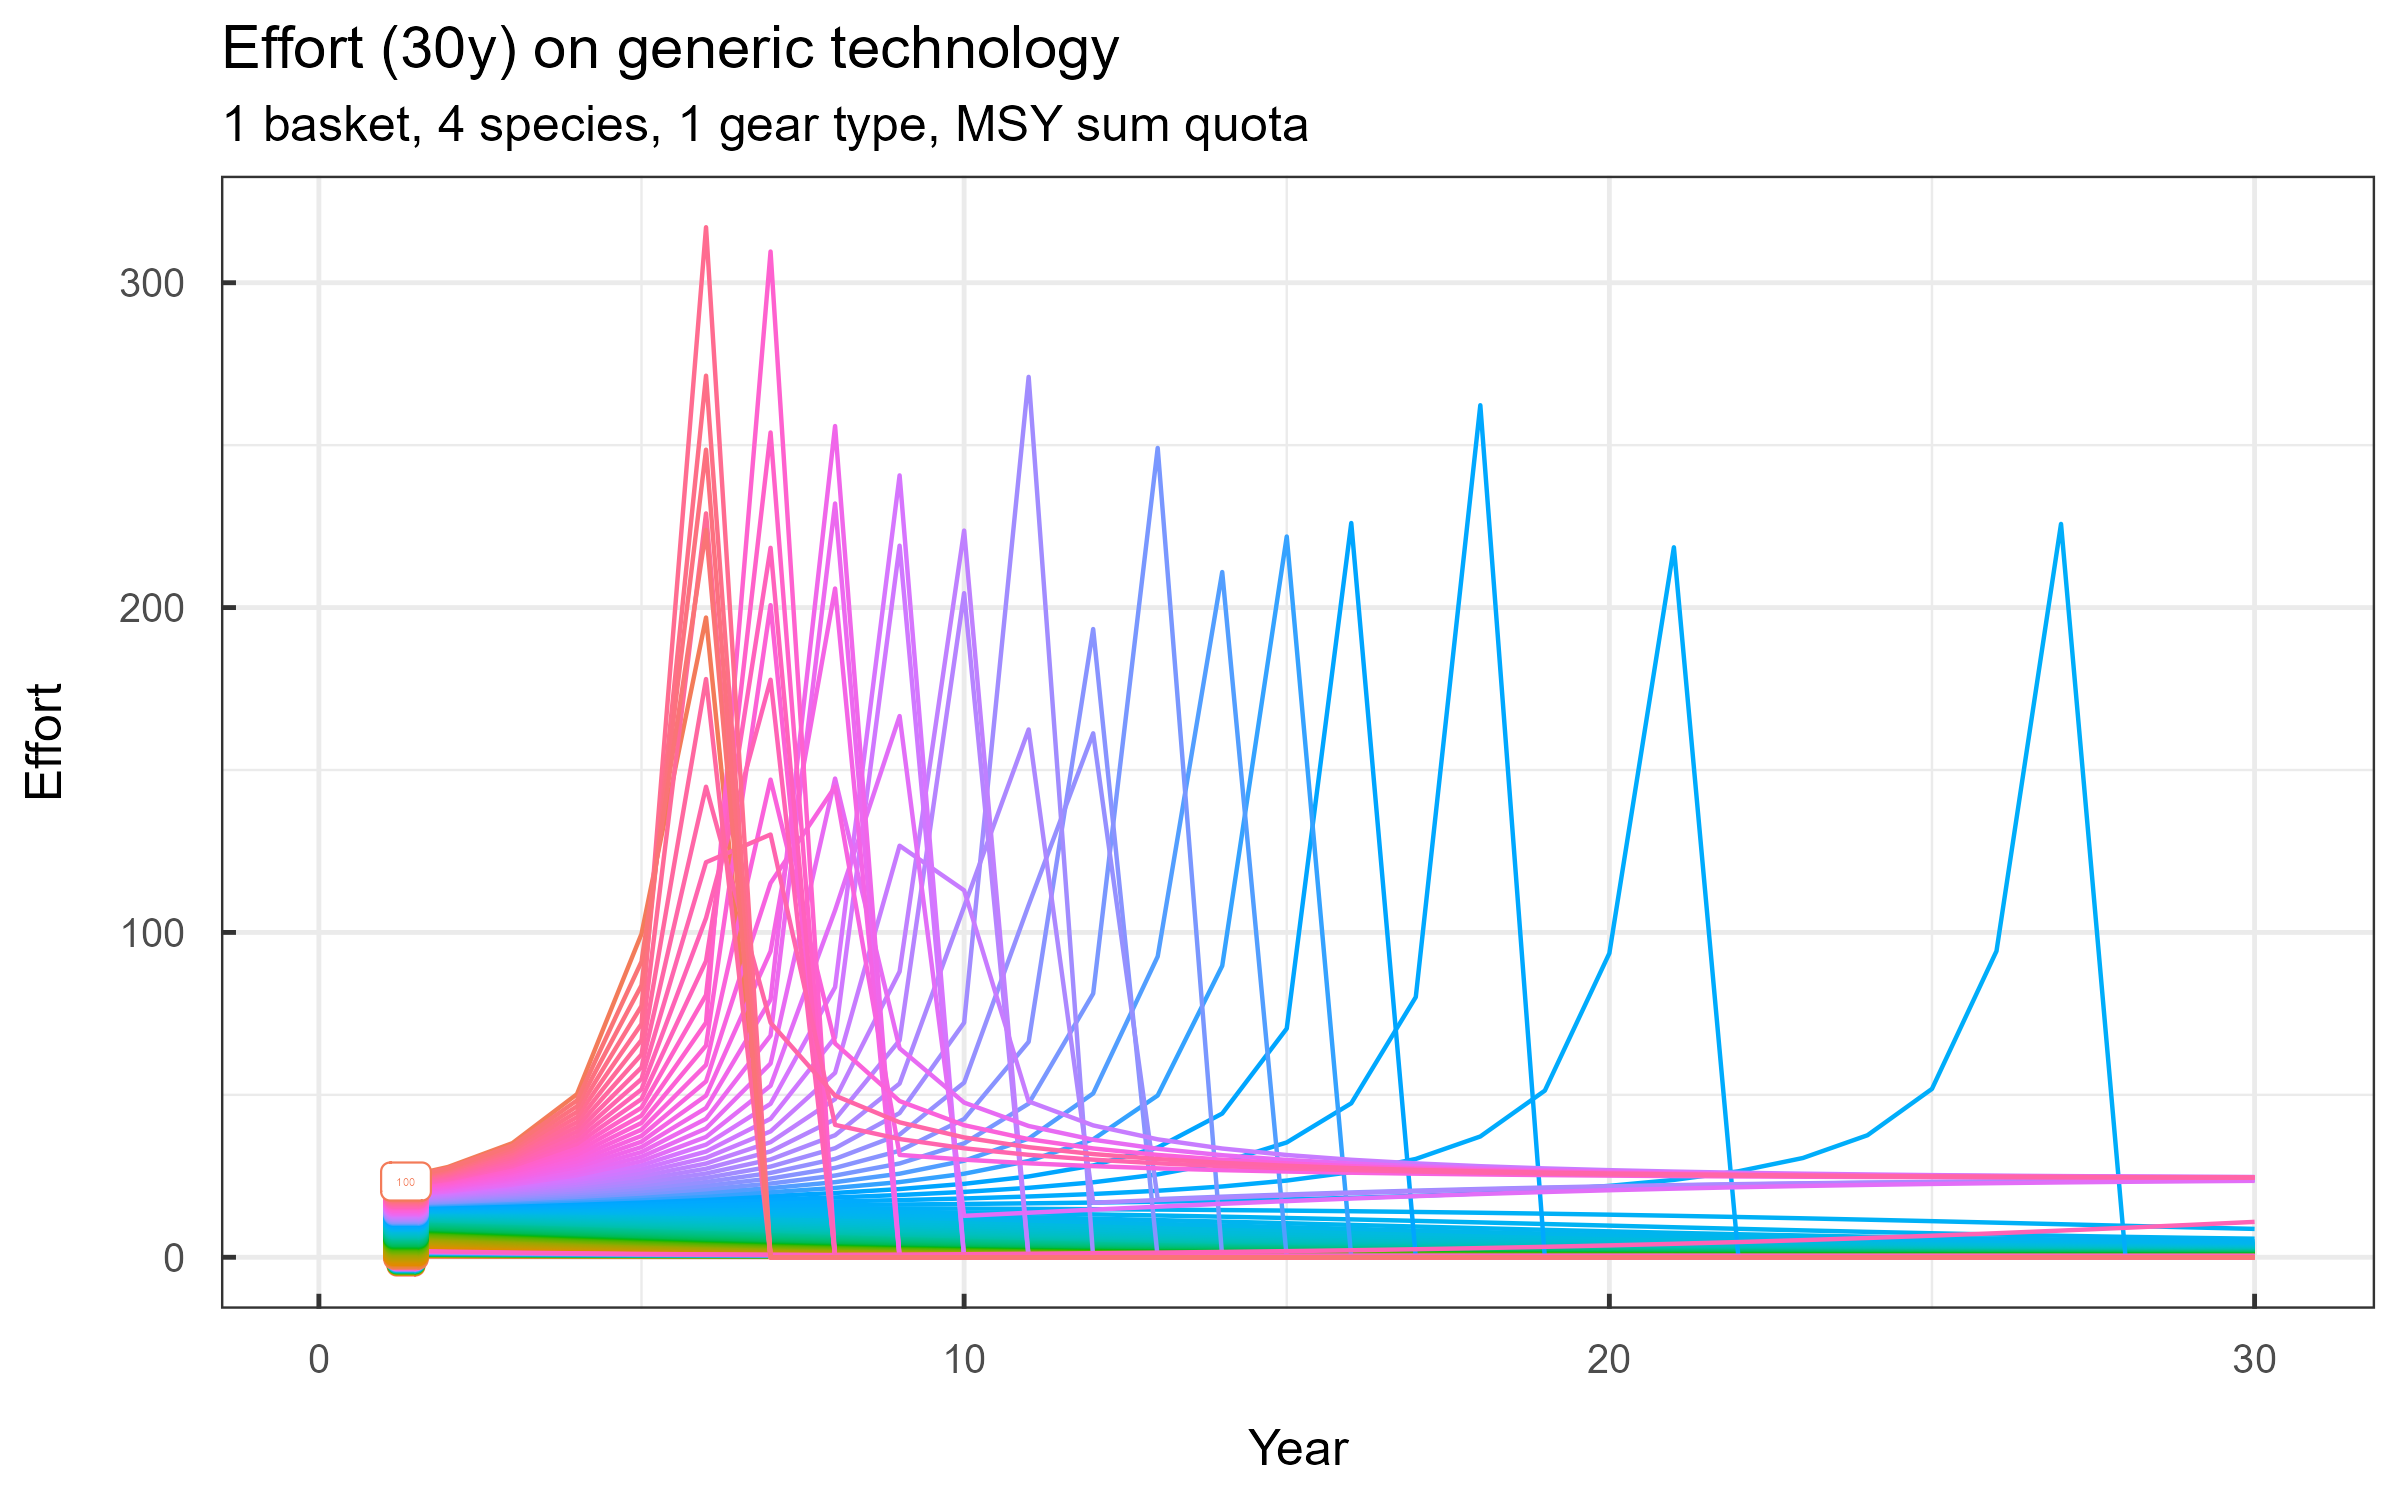 Effort (30y) on generic technology
1 basket, 4 species, 1 gear type, MSY sum quota
300
200
100
0
Effort
100
0
10
20
30
Year